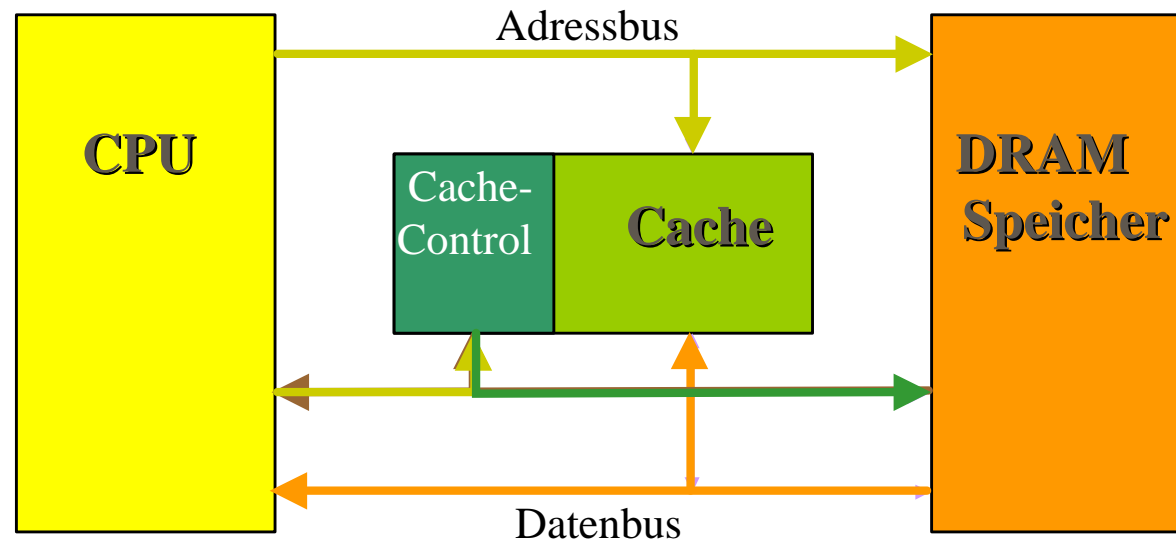 Adressbus
CPU
Cache-
Control
Cache
DRAM
Speicher
Datenbus